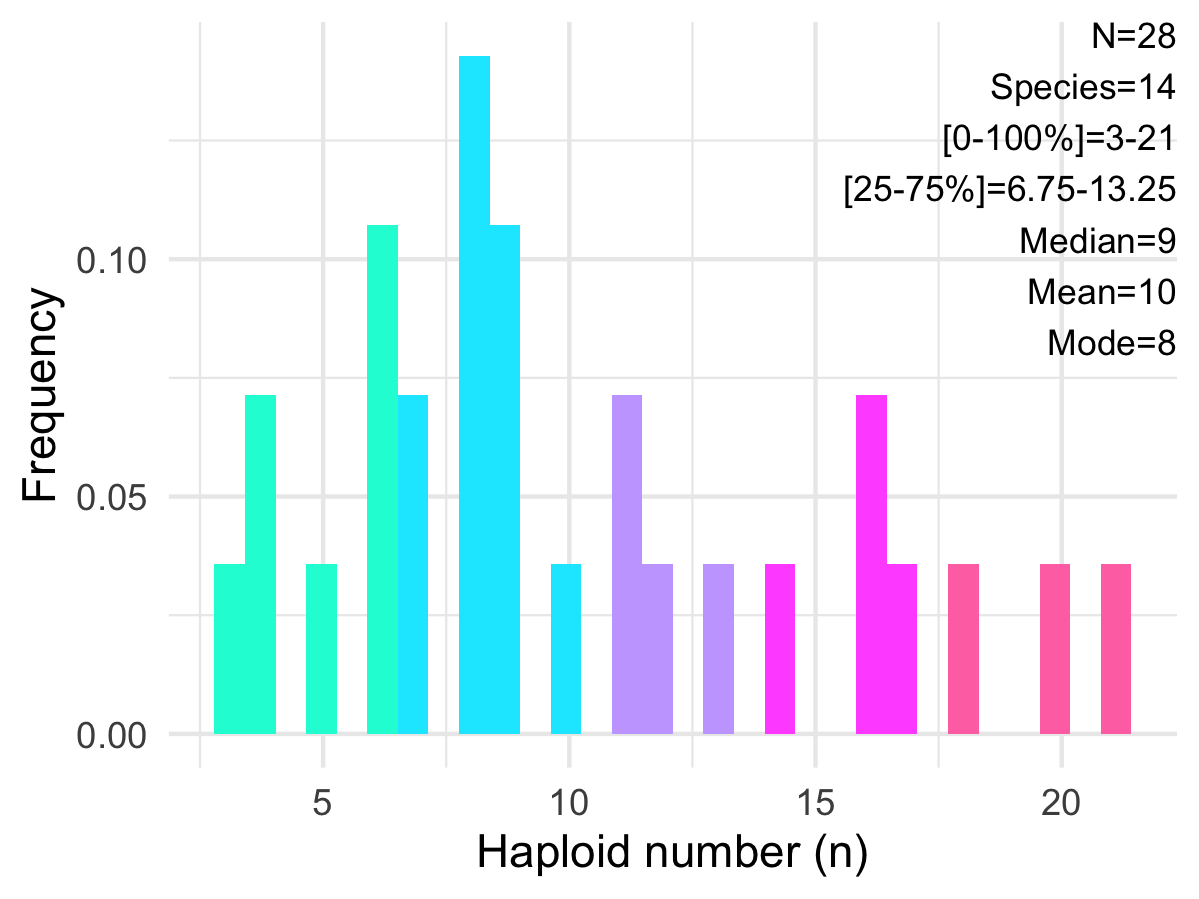 N=28
Species=14
[0-100%]=3-21
[25-75%]=6.75-13.25
Median=9
Mean=10
Mode=8
Frequency
0.10
0.05
0.00
5 10 15 20
Haploid number (n)